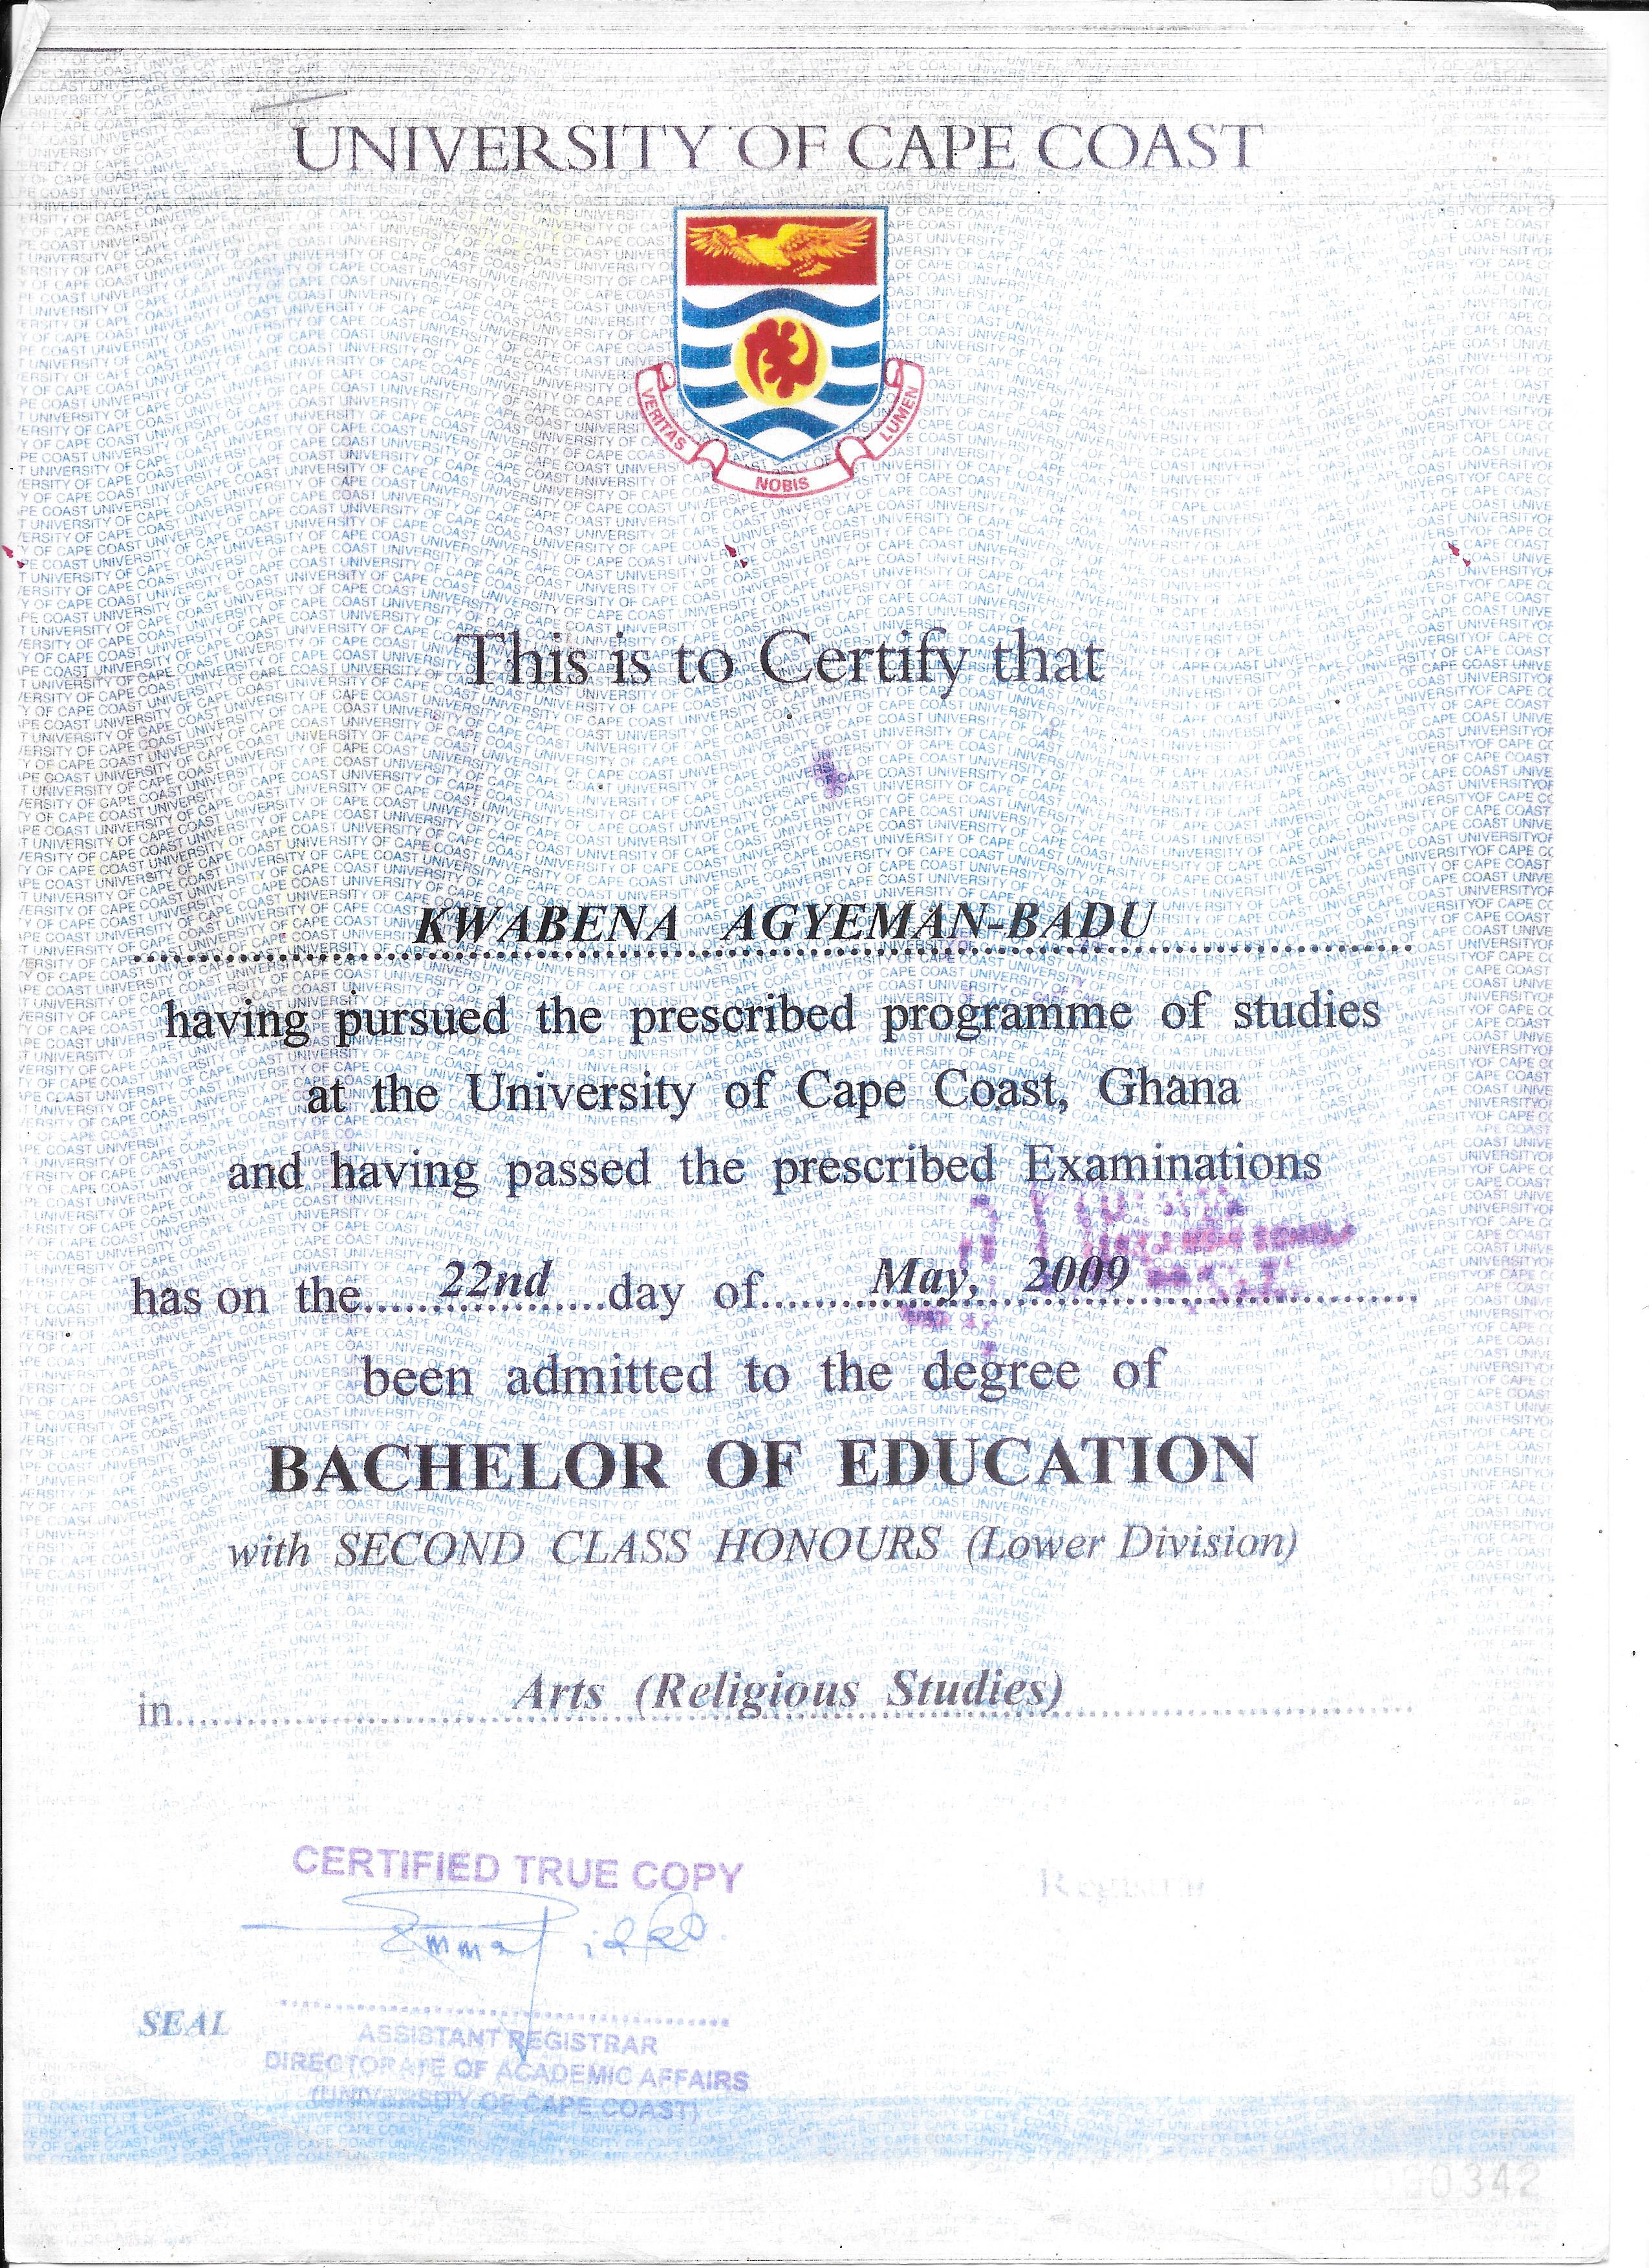 UNIVERSITY OF CAPE COAST
VERITAS NOBIS LUMEN
This is to Certify that
KWABENA AGYEMAN-BADU
having pursued the prescribed programme of studies
at the University of Cape Coast, Ghana
and having passed the prescribed Examinations
has on the 22nd day of May, 2009
been admitted to the degree of
BACHELOR OF EDUCATION
with SECOND CLASS HONOURS (Lower Division)
in Arts (Religious Studies)
CERTIFIED TRUE COPY
Registrar
SEAL
ASSISTANT REGISTRAR
DIRECTORATE OF ACADEMIC AFFAIRS
(UNIVERSITY OF CAPE COAST)